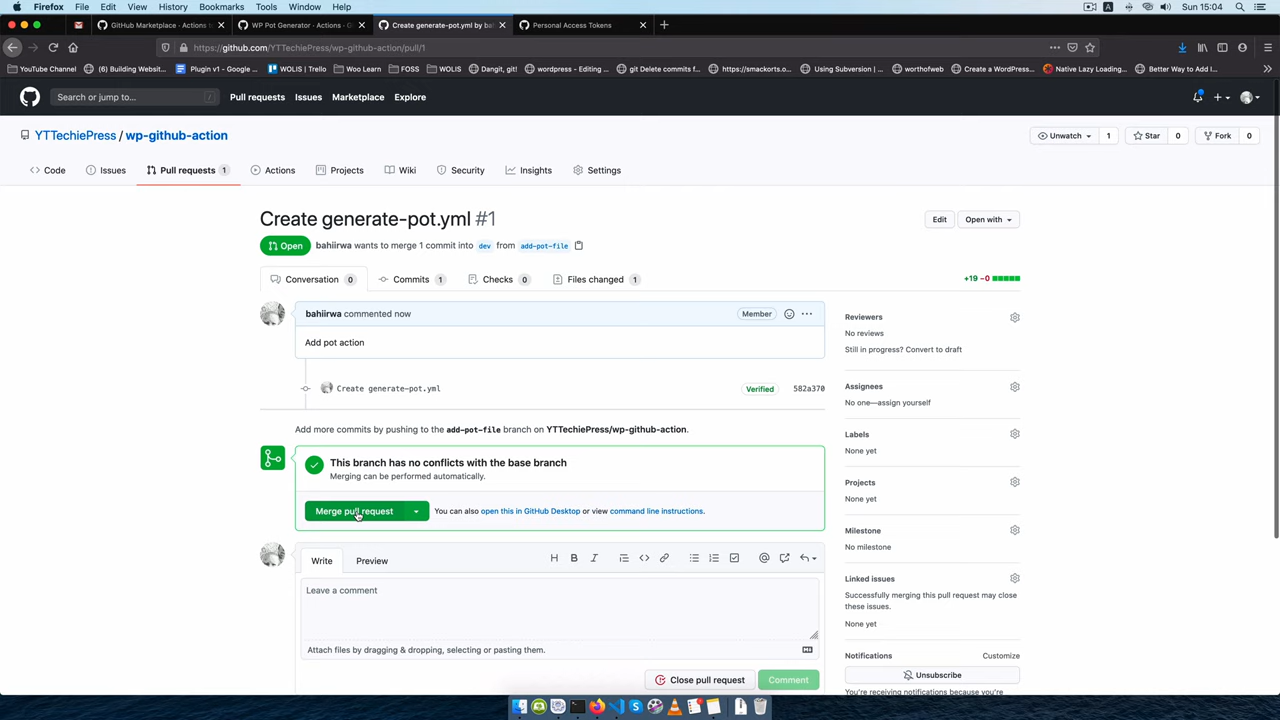 Firefox File Edit View History Bookmarks Tools Window Help Sun 15:04
GitHub Marketplace - Actions to WP Pot Generator - Create generate-pot.yml by ba Personal Access Tokens
https://github.com/YTTechiePress/wp-github-action/pull/1
YouTube Channel (6) Building Websit... Plugin v1 - Google ... WOLIS | Trello Woo Learn FOSS WOLIS Dangit, git! wordpress - Editing ... git Delete commits f... https://smackorts.o... Using Subversion | ... worthofweb Create a WordPress... Native Lazy Loading... Better Way to Add I...
Search or jump to... / Pull requests Issues Marketplace Explore
YTTechiePress / wp-github-action Unwatch 1 Star 0 Fork 0
Code Issues Pull requests 1 Actions Projects Wiki Security Insights Settings
Create generate-pot.yml #1 Edit Open with
Open bahiirwa wants to merge 1 commit into dev from add-pot-file
Conversation 0 Commits 1 Checks 0 Files changed 1 +19 −0
bahiirwa commented now Member
Add pot action
Create generate-pot.yml Verified 582a370
Add more commits by pushing to the add-pot-file branch on YTTechiePress/wp-github-action.
This branch has no conflicts with the base branch
Merging can be performed automatically.
Merge pull request You can also open this in GitHub Desktop or view command line instructions.
Write Preview
Leave a comment
Attach files by dragging & dropping, selecting or pasting them.
Close pull request Comment
Reviewers
No reviews
Still in progress? Convert to draft
Assignees
No one—assign yourself
Labels
None yet
Projects
None yet
Milestone
No milestone
Linked issues
Successfully merging this pull request may close
these issues.
None yet
Notifications Customize
Unsubscribe
You're receiving notifications because you're